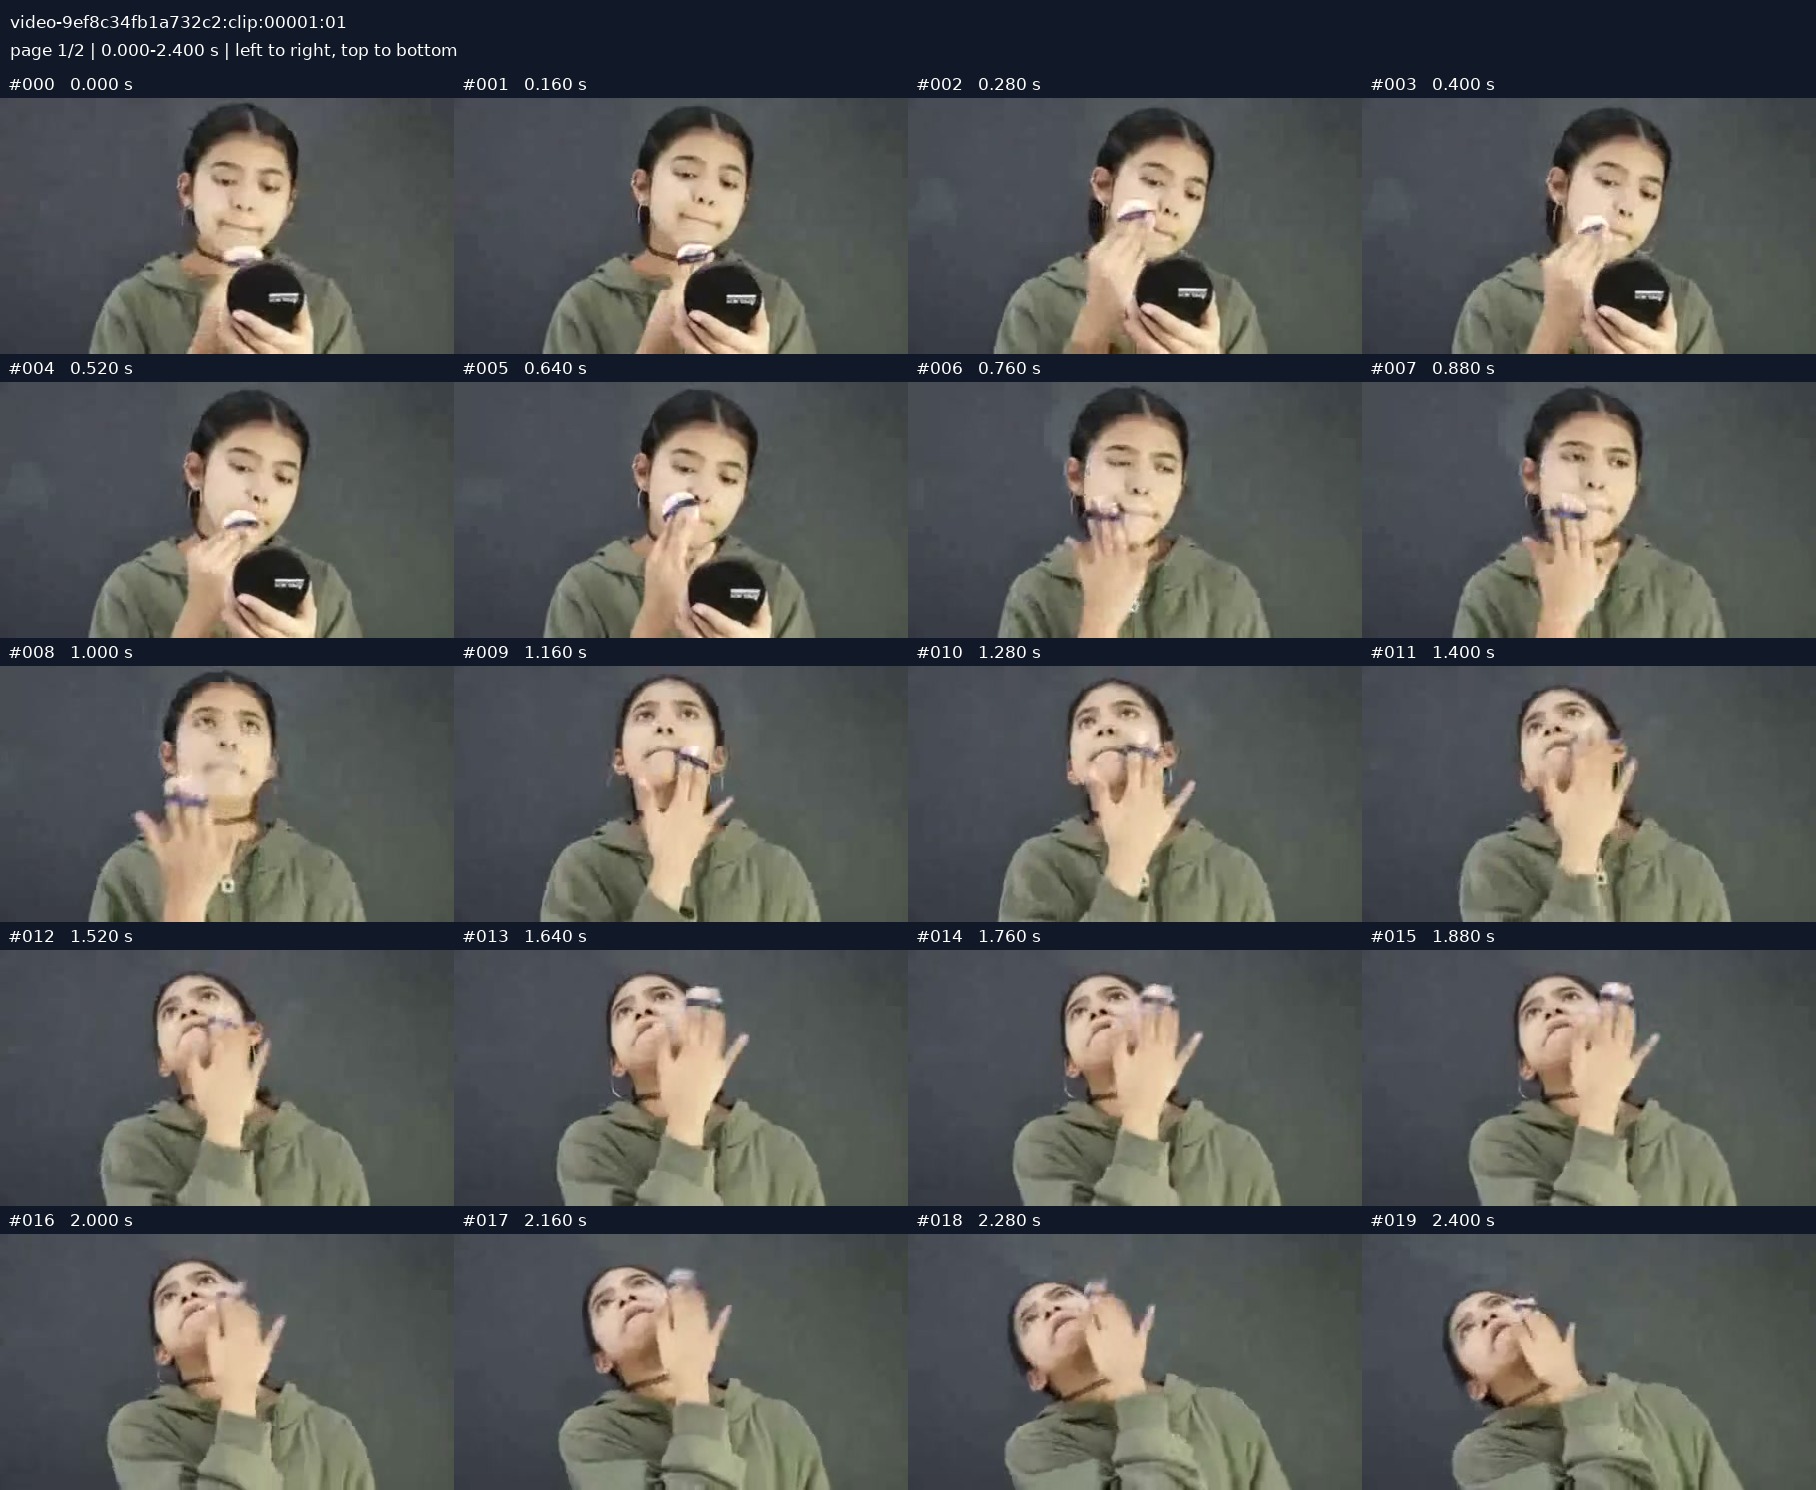 video-9ef8c34fb1a732c2:clip:00001:01
page 1/2 | 0.000-2.400 s | left to right, top to bottom
#000 0.000 s
#001 0.160 s
#002 0.280 s
#003 0.400 s
#004 0.520 s
#005 0.640 s
#006 0.760 s
#007 0.880 s
#008 1.000 s
#009 1.160 s
#010 1.280 s
#011 1.400 s
#012 1.520 s
#013 1.640 s
#014 1.760 s
#015 1.880 s
#016 2.000 s
#017 2.160 s
#018 2.280 s
#019 2.400 s